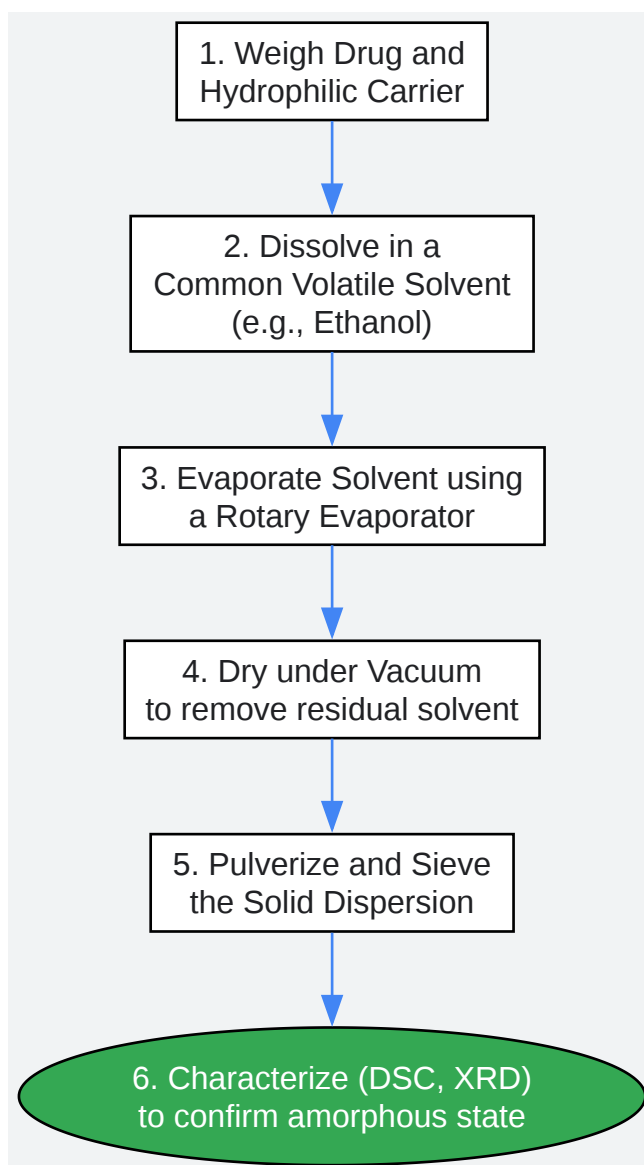 1. Weigh Drug and
Hydrophilic Carrier
2. Dissolve in a
Common Volatile Solvent
(e.g., Ethanol)
3. Evaporate Solvent using
a Rotary Evaporator
4. Dry under Vacuum
to remove residual solvent
5. Pulverize and Sieve
the Solid Dispersion
6. Characterize (DSC, XRD)
to confirm amorphous state